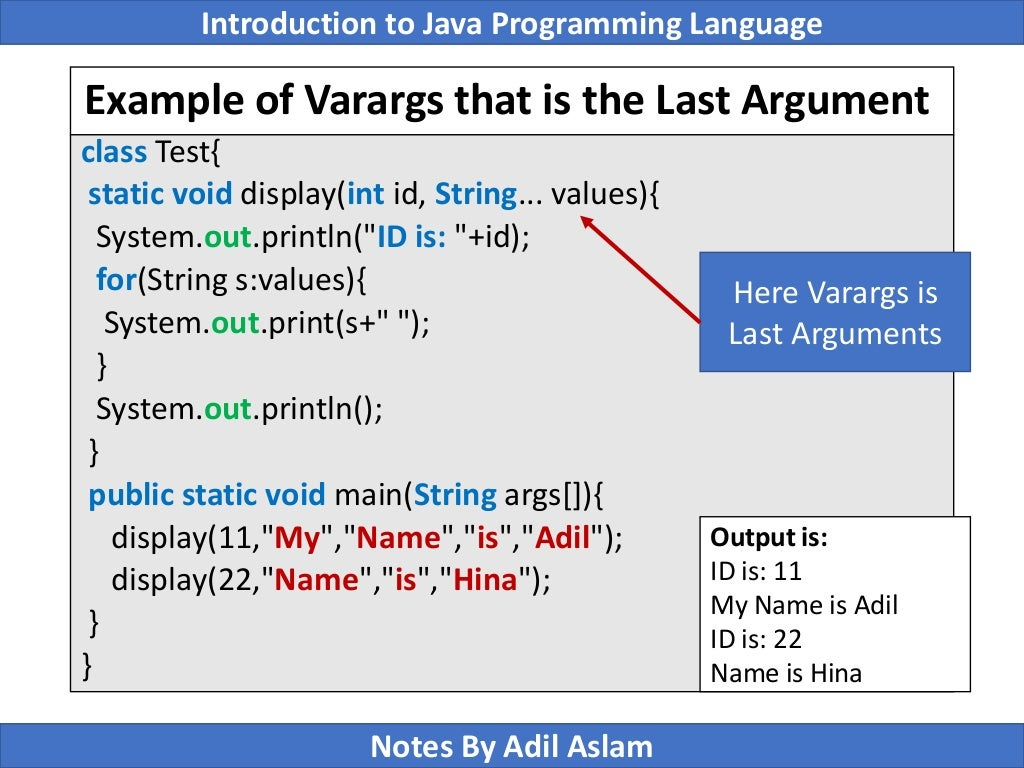 Introduction to Java Programming Language
Example of Varargs that is the Last Argument
class Test{
static void display(int id, String... values){
System.out.println("ID is: "+id);
for(String s:values){
System.out.print(s+" ");
}
System.out.println();
}
public static void main(String args[]){
display(11,"My","Name","is","Adil");
display(22,"Name","is","Hina");
}
}
Here Varargs is
Last Arguments
Output is:
ID is: 11
My Name is Adil
ID is: 22
Name is Hina
Notes By Adil Aslam